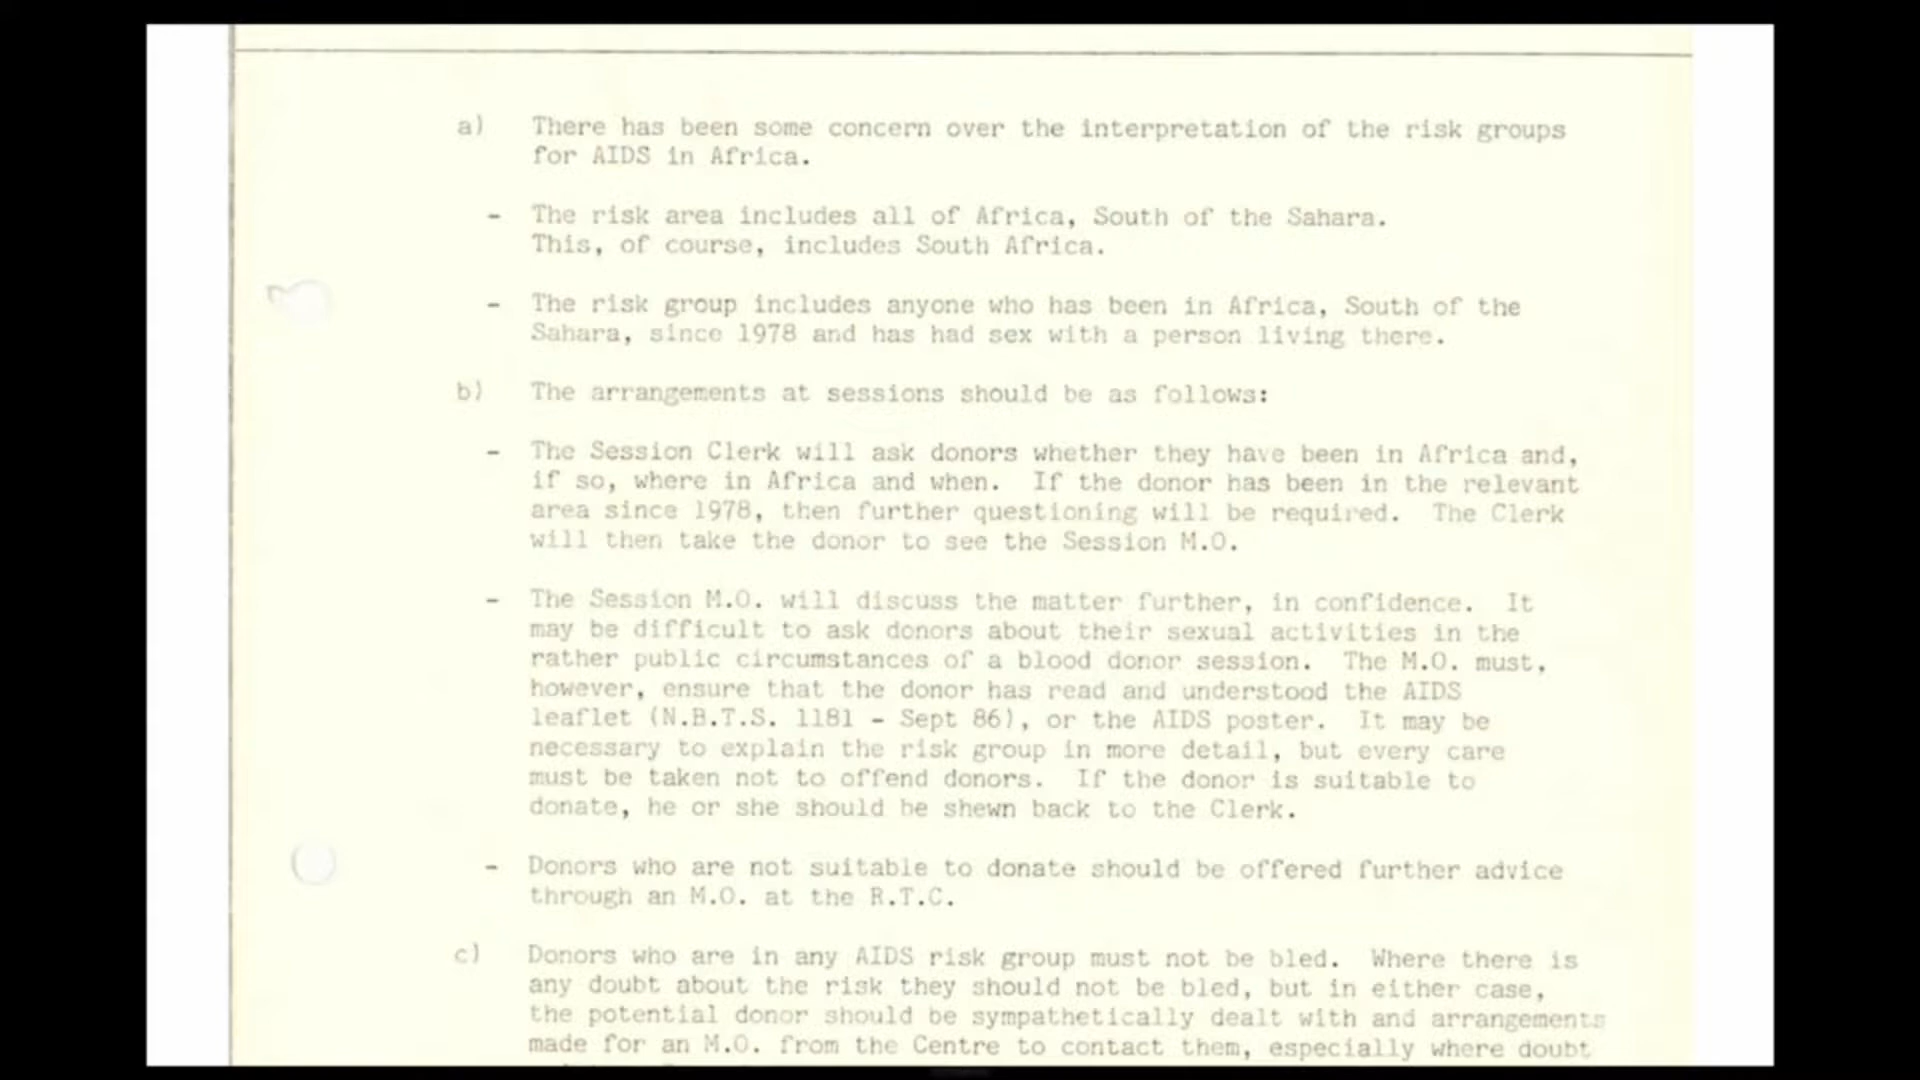 a) There has been some concern over the interpretation of the risk groups
for AIDS in Africa.
- The risk area includes all of Africa, South of the Sahara.
This, of course, includes South Africa.
- The risk group includes anyone who has been in Africa, South of the
Sahara, since 1978 and has had sex with a person living there.
b) The arrangements at sessions should be as follows:
- The Session Clerk will ask donors whether they have been in Africa and,
if so, where in Africa and when. If the donor has been in the relevant
area since 1978, then further questioning will be required. The Clerk
will then take the donor to see the Session M.O.
- The Session M.O. will discuss the matter further, in confidence. It
may be difficult to ask donors about their sexual activities in the
rather public circumstances of a blood donor session. The M.O. must,
however, ensure that the donor has read and understood the AIDS
leaflet (N.B.T.S. 1181 - Sept 86), or the AIDS poster. It may be
necessary to explain the risk group in more detail, but every care
must be taken not to offend donors. If the donor is suitable to
donate, he or she should be shewn back to the Clerk.
- Donors who are not suitable to donate should be offered further advice
through an M.O. at the R.T.C.
c) Donors who are in any AIDS risk group must not be bled. Where there is
any doubt about the risk they should not be bled, but in either case,
the potential donor should be sympathetically dealt with and arrangements
made for an M.O. from the Centre to contact them, especially where doubt